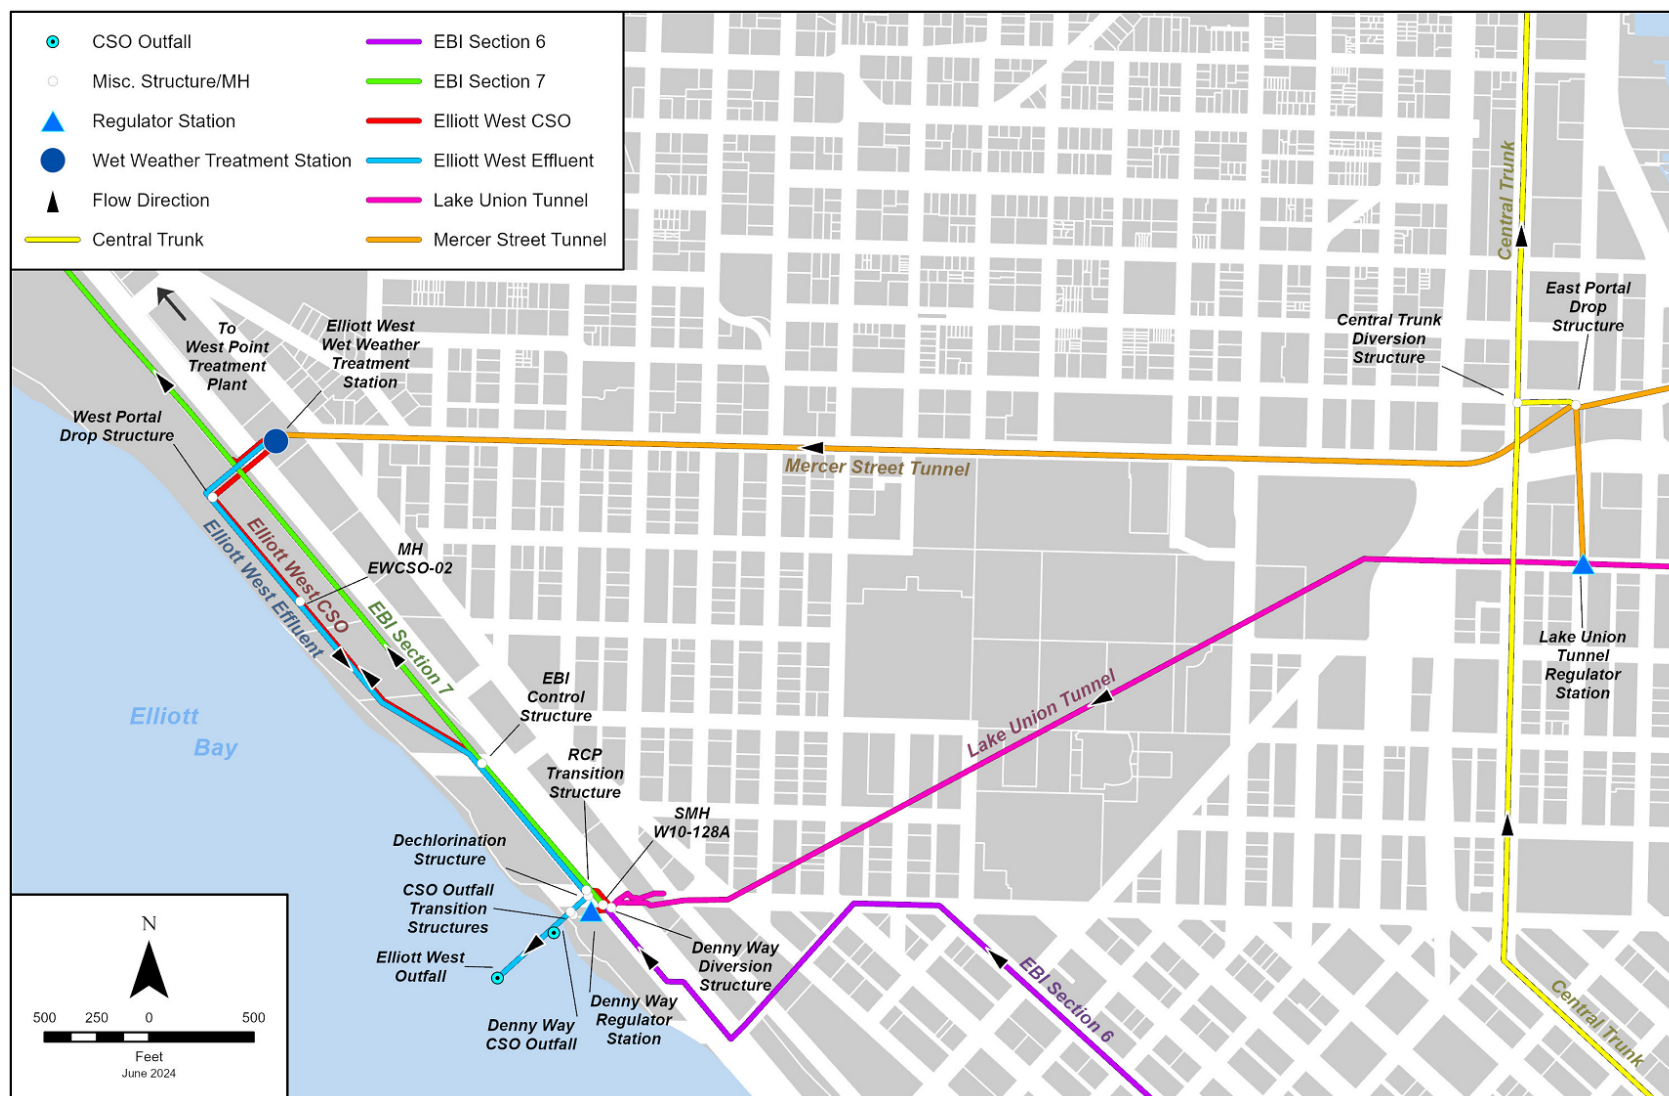 CSO Outfall
Misc. Structure/MH
Regulator Station
Wet Weather Treatment Station
Flow Direction
Central Trunk
EBI Section 6
EBI Section 7
Elliott West CSO
Elliott West Effluent
Lake Union Tunnel
Mercer Street Tunnel
Central Trunk
East Portal
Drop
Structure
Central Trunk
Diversion
Structure
To
West Point
Treatment
Plant
Elliott West
Wet Weather
Treatment
Station
West Portal
Drop Structure
Mercer Street Tunnel
Elliott West CSO
Elliott West Effluent
MH
EWCSO-02
EBI Section 7
Lake Union
Tunnel
Regulator
Station
Elliott
Bay
EBI
Control
Structure
Lake Union Tunnel
RCP
Transition
Structure
SMH
W10-128A
Dechlorination
Structure
CSO Outfall
Transition
Structures
Elliott West
Outfall
Denny Way
Diversion
Structure
Denny Way
Regulator
Station
Denny Way
CSO Outfall
EBI Section 6
Central Trunk
N
500 250 0 500
Feet
June 2024